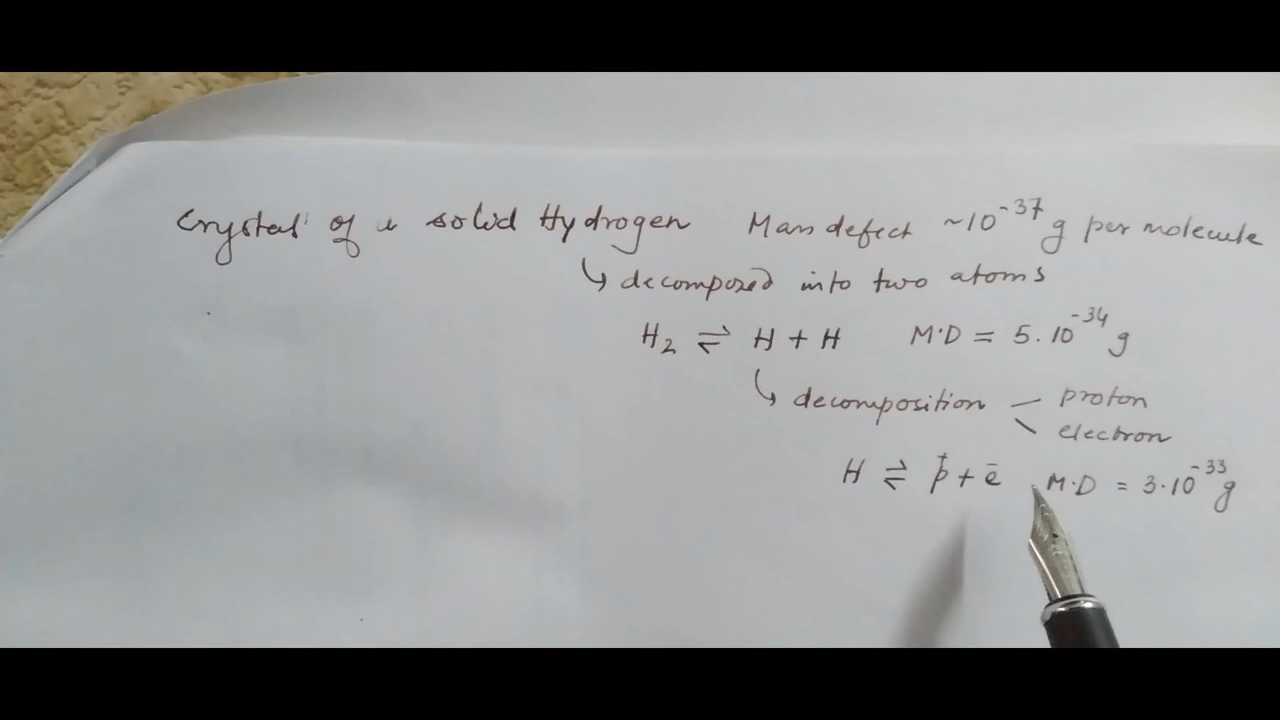 Crystal of a solid Hydrogen Mass defect ~10⁻³⁷ g per molecule
↳ decomposed into two atoms
H₂ ⇌ H + H M.D = 5.10⁻³⁴ g
↳ decomposition — proton
electron
H ⇌ p⁺ + e⁻ M.D = 3.10⁻³³ g